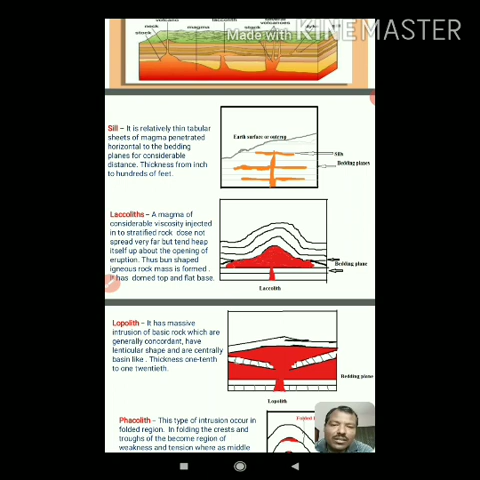 Made with KINE MASTER
volcano
laccolith
volcanoes
neck
magma
stock
Sill – It is relatively thin tabular
sheets of magma penetrated
horizontal to the bedding
planes for considerable
distance. Thickness from inch
to hundreds of feet.
Earth surface or outcrop
Sills
Bedding planes
Laccoliths – A magma of
considerable viscosity injected
in to stratified rock dose not
spread very far but tend heap
itself up about the opening of
eruption. Thus bun shaped
igneous rock mass is formed .
It has domed top and flat base.
Bedding plane
Laccolith
Lopolith – It has massive
intrusion of basic rock which are
generally concordant, have
lenticular shape and are centrally
basin like . Thickness one-tenth
to one twentieth.
Bedding plane
Lopolith
Phacolith – This type of intrusion occur in
folded region. In folding the crests and
troughs of the become region of
weakness and tension where as middle